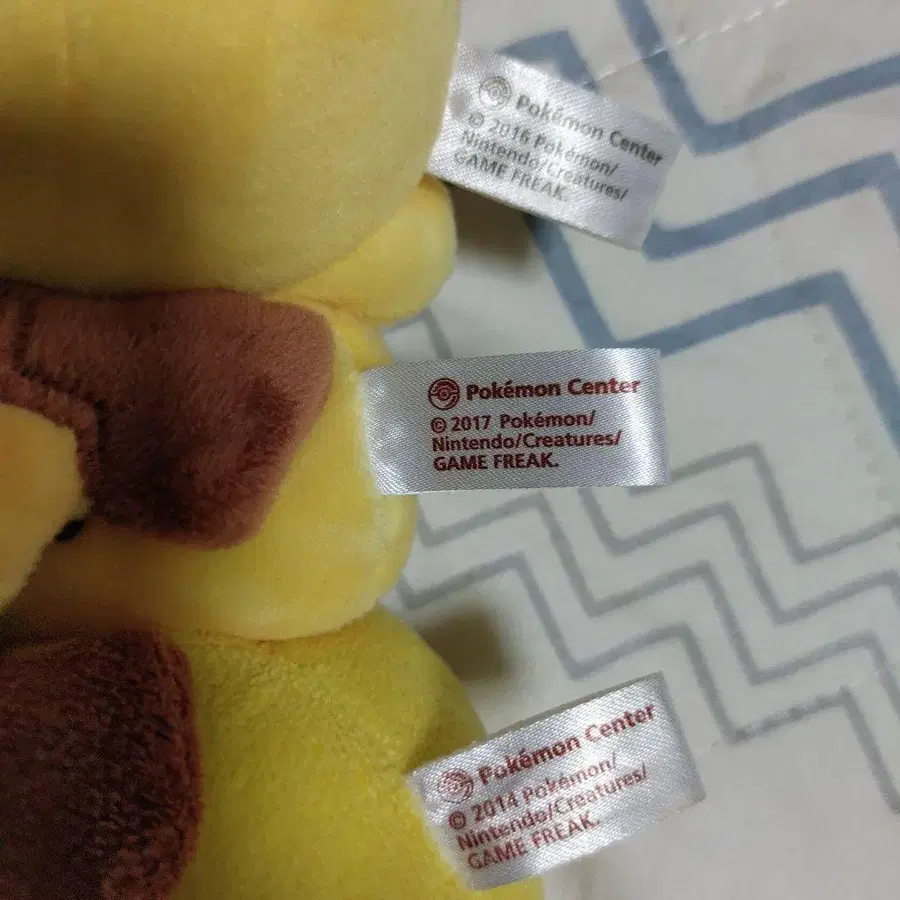 Pokémon Center
© 2016 Pokémon/
Nintendo/Creatures/
GAME FREAK.
Pokémon Center
© 2017 Pokémon/
Nintendo/Creatures/
GAME FREAK.
Pokémon Center
© 2014 Pokémon/
Nintendo/Creatures/
GAME FREAK.